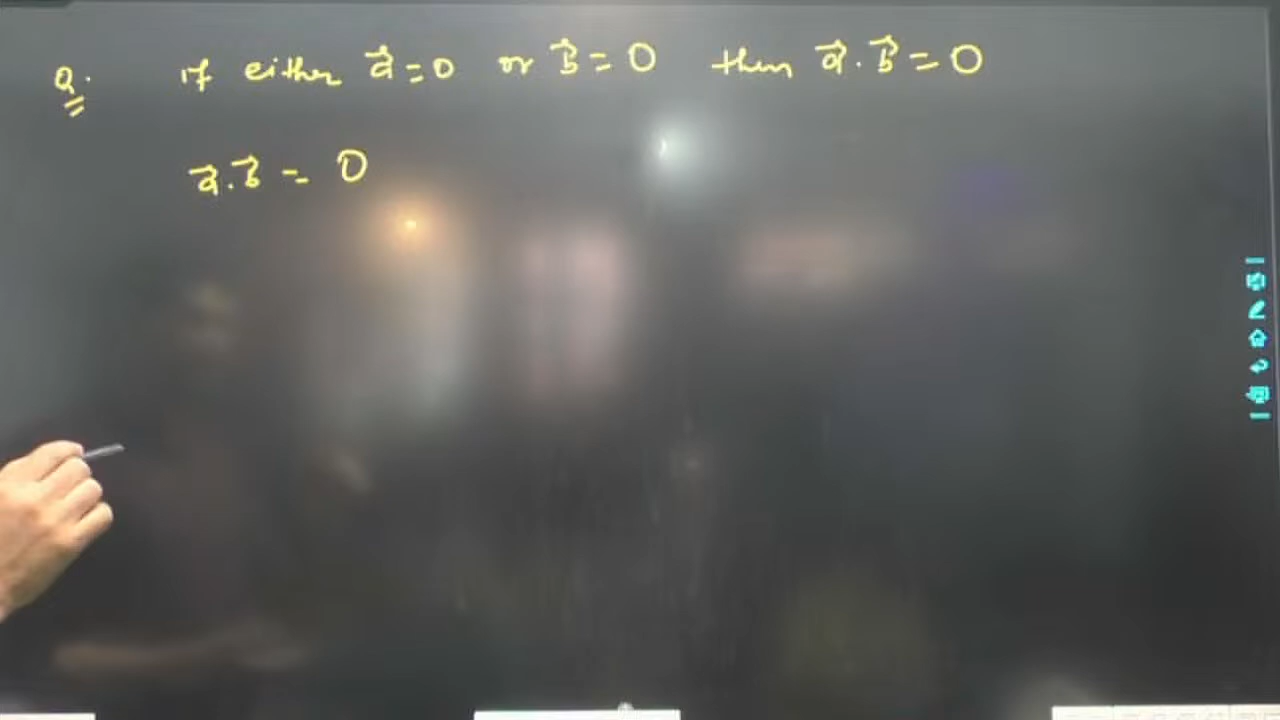 Q. if either a⃗=0 or b⃗=0 then a⃗.b⃗=0
a⃗.b⃗=0